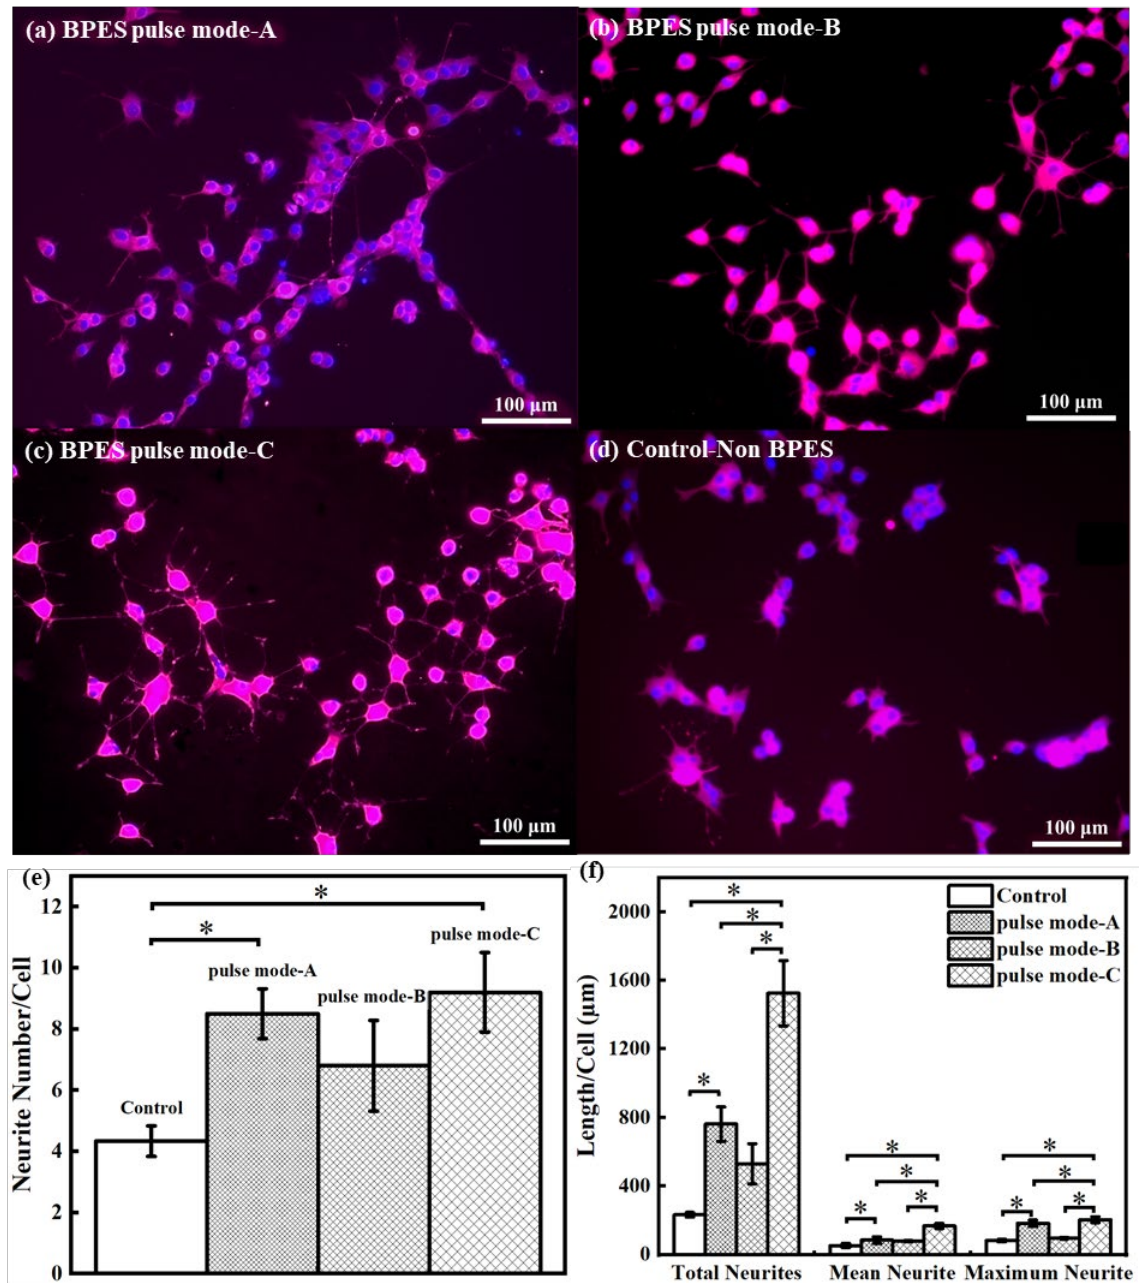 (a) BPES pulse mode-A
(b) BPES pulse mode-B
100 μm
100 μm
(c) BPES pulse mode-C
(d) Control-Non BPES
100 μm
100 μm
(e)
Neurite Number/Cell
12
10
8
6
4
2
0
*
*
Control
pulse mode-A
pulse mode-B
pulse mode-C
(f)
Length/Cell (μm)
2000
1600
1200
800
400
0
*
*
*
*
*
*
*
*
*
*
*
*
Control
pulse mode-A
pulse mode-B
pulse mode-C
Total Neurites
Mean Neurite
Maximum Neurite